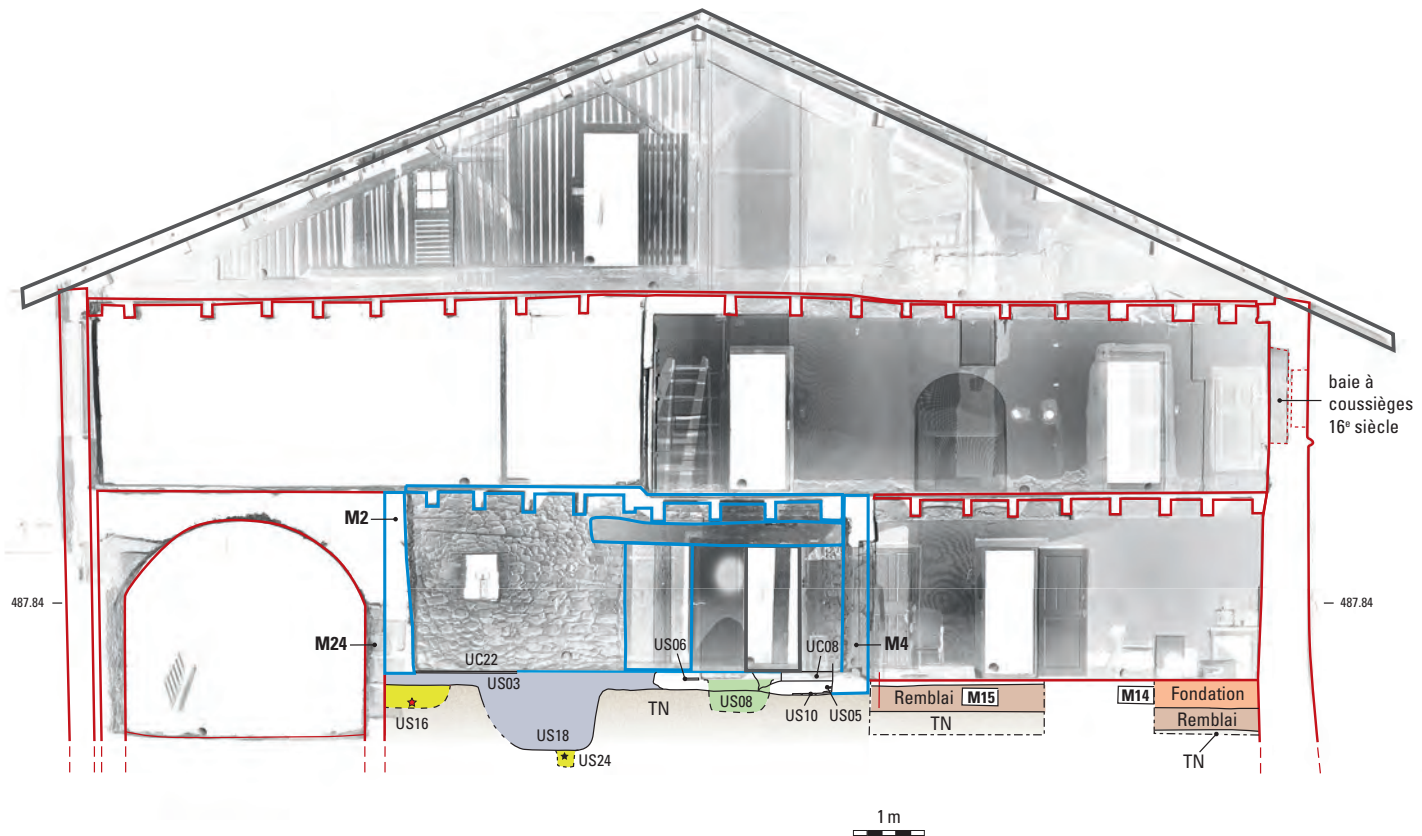 baie à
coussièges
16e siècle
M2
487.84
487.84
M24
M4
US06
UC08
UC22
US03
Remblai M15
M14 Fondation
US16
TN
US08
US10
US05
TN
Remblai
US18
US24
TN
1 m